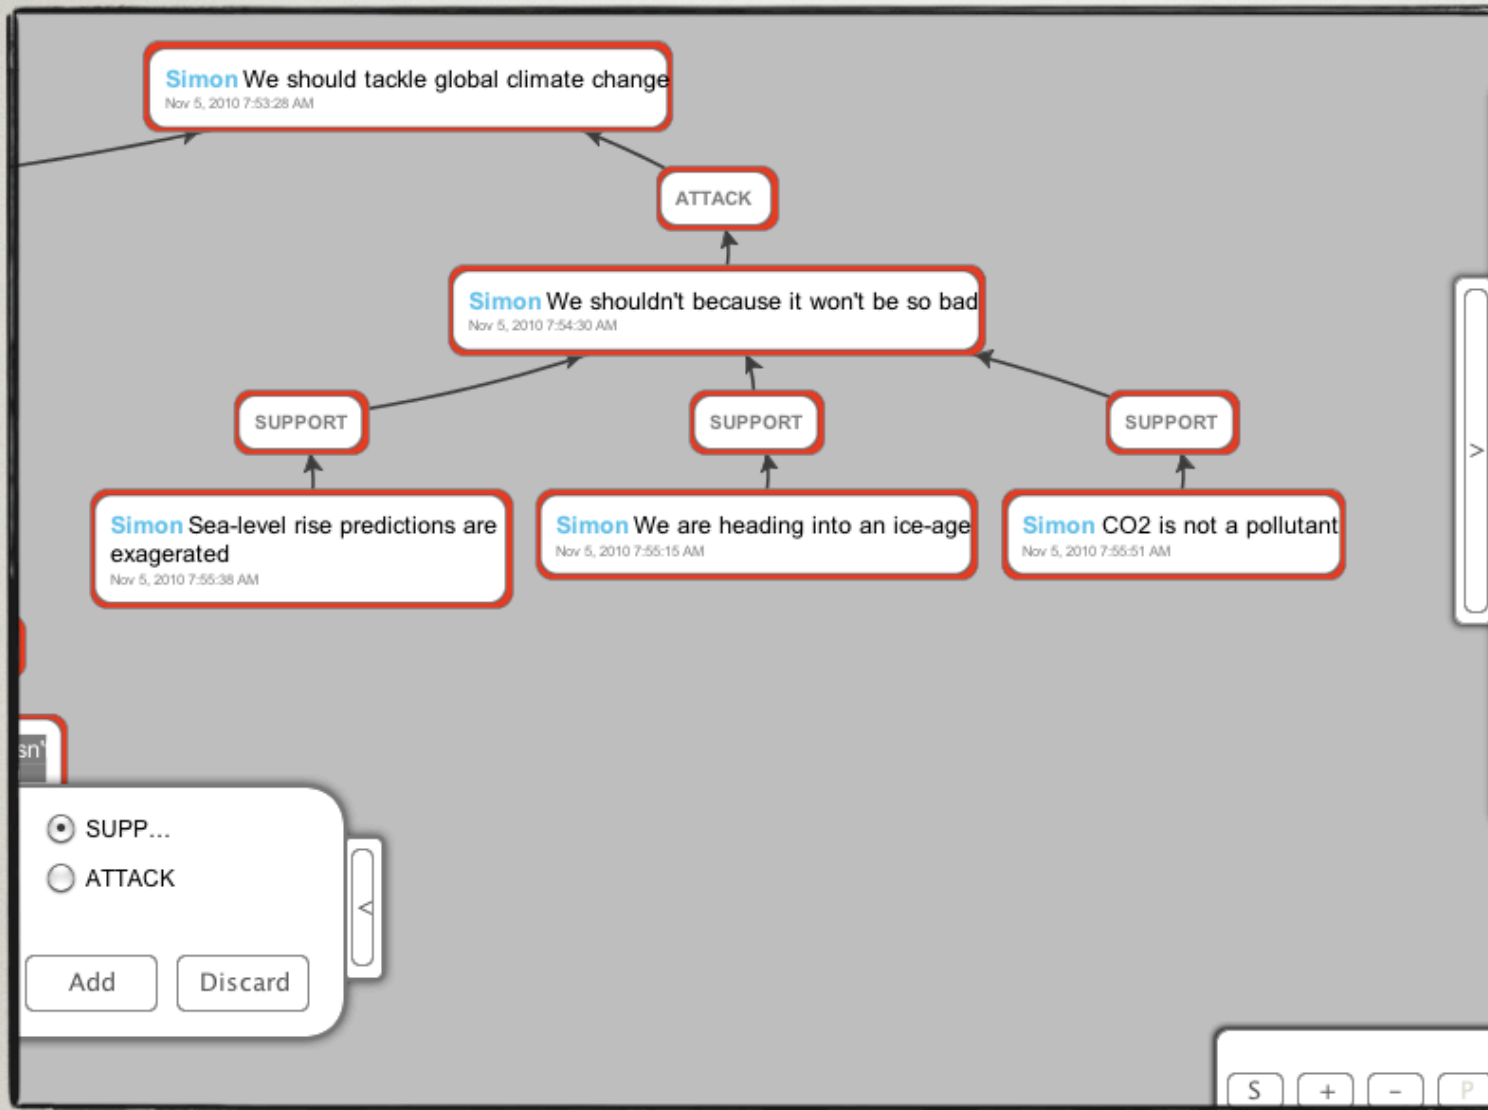 Simon We should tackle global climate change
Nov 5, 2010 7:53:28 AM
ATTACK
Simon We shouldn't because it won't be so bad
Nov 5, 2010 7:54:30 AM
SUPPORT
SUPPORT
SUPPORT
Simon Sea-level rise predictions are
exagerated
Nov 5, 2010 7:55:38 AM
Simon We are heading into an ice-age
Nov 5, 2010 7:55:15 AM
Simon CO2 is not a pollutant
Nov 5, 2010 7:55:51 AM
>
sn'
SUPP...
ATTACK
<
Add
Discard
S
+
-
P